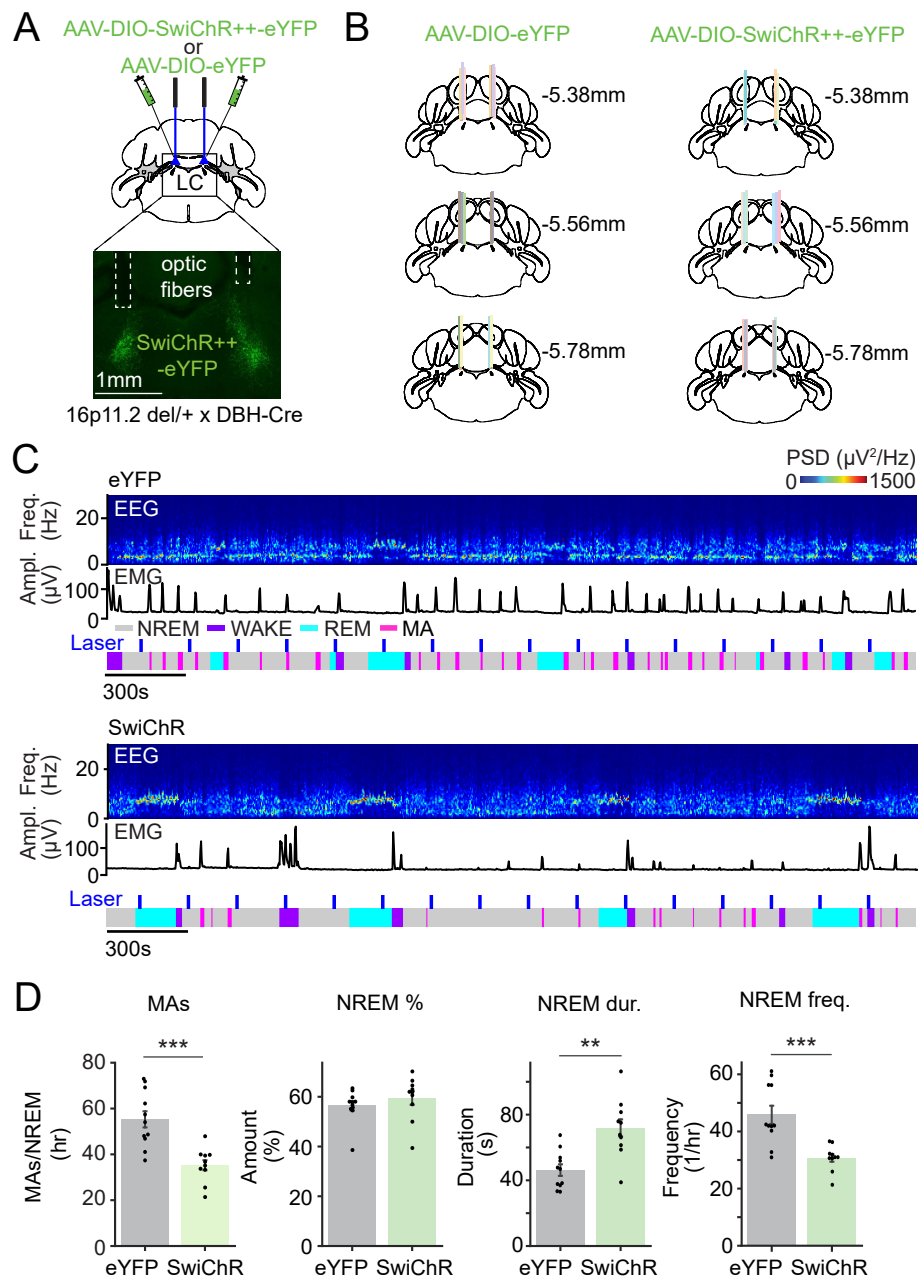 A
AAV-DIO-SwiChR++-eYFP
or
AAV-DIO-eYFP
LC
optic
fibers
SwiChR++
-eYFP
1mm
16p11.2 del/+ x DBH-Cre
B
AAV-DIO-eYFP
AAV-DIO-SwiChR++-eYFP
-5.38mm
-5.38mm
-5.56mm
-5.56mm
-5.78mm
-5.78mm
C
PSD (µV²/Hz)
0 1500
eYFP
EEG
Freq.
(Hz)
20
0
EMG
Ampl.
(µV)
100
0
NREM WAKE REM MA
Laser
300s
SwiChR
EEG
Freq.
(Hz)
20
0
EMG
Ampl.
(µV)
100
0
Laser
300s
D
MAs
***
MAs/NREM
(hr)
80
60
40
20
0
eYFP SwiChR
NREM %
Amount
(%)
80
60
40
20
0
eYFP SwiChR
NREM dur.
**
Duration
(s)
80
40
0
eYFP SwiChR
NREM freq.
***
Frequency
(1/hr)
60
40
20
0
eYFP SwiChR